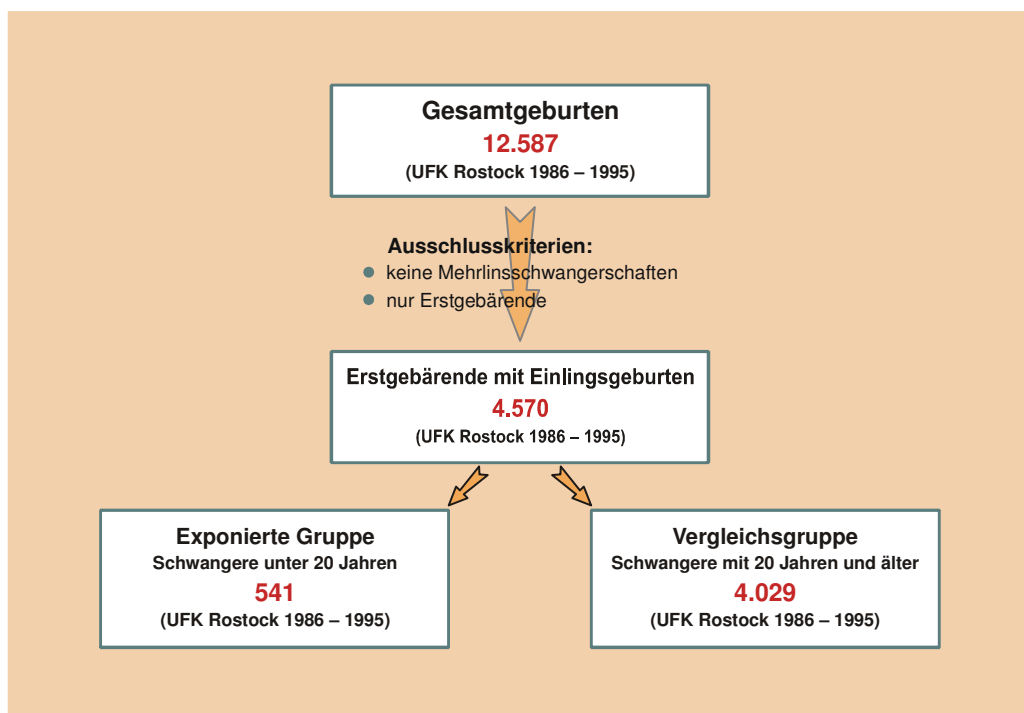 Gesamtgeburten
12.587
(UFK Rostock 1986 – 1995)
Ausschlusskriterien:
● keine Mehrlinsschwangerschaften
● nur Erstgebärende
Erstgebärende mit Einlingsgeburten
4.570
(UFK Rostock 1986 – 1995)
Exponierte Gruppe
Schwangere unter 20 Jahren
541
(UFK Rostock 1986 – 1995)
Vergleichsgruppe
Schwangere mit 20 Jahren und älter
4.029
(UFK Rostock 1986 – 1995)